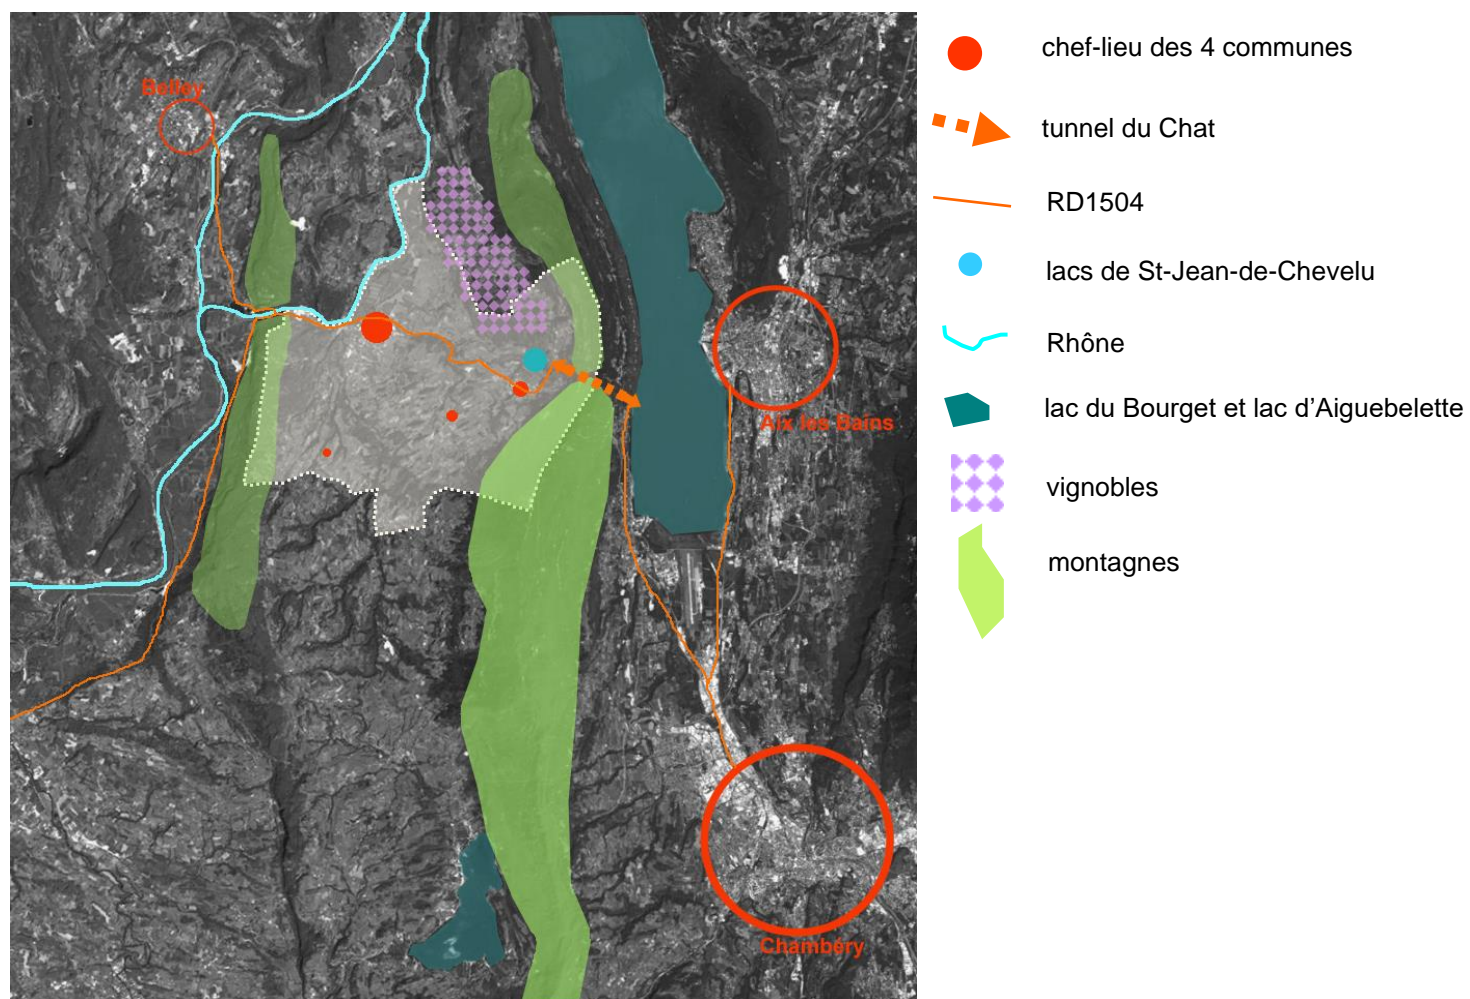 Belley
Aix les Bains
Chambéry
chef-lieu des 4 communes
tunnel du Chat
RD1504
lacs de St-Jean-de-Chevelu
Rhône
lac du Bourget et lac d'Aiguebelette
vignobles
montagnes